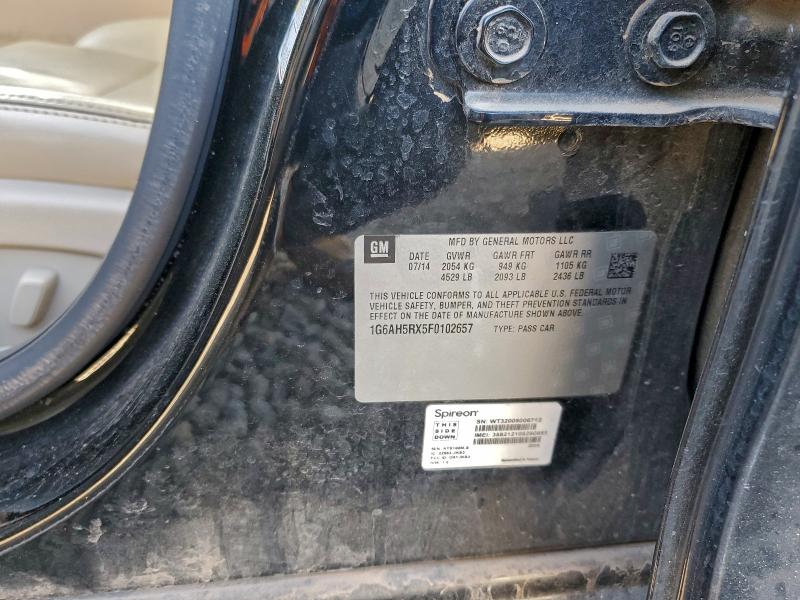 GM
MFD BY GENERAL MOTORS LLC
DATE GVWR GAWR FRT GAWR RR
07/14 2054 KG 949 KG 1105 KG
4529 LB 2093 LB 2436 LB
THIS VEHICLE CONFORMS TO ALL APPLICABLE U.S. FEDERAL MOTOR
VEHICLE SAFETY, BUMPER, AND THEFT PREVENTION STANDARDS IN
EFFECT ON THE DATE OF MANUFACTURE SHOWN ABOVE.
1G6AH5RX5F0102657 TYPE: PASS CAR
Spireon
THIS
SIDE
DOWN
SN:
IMEI: